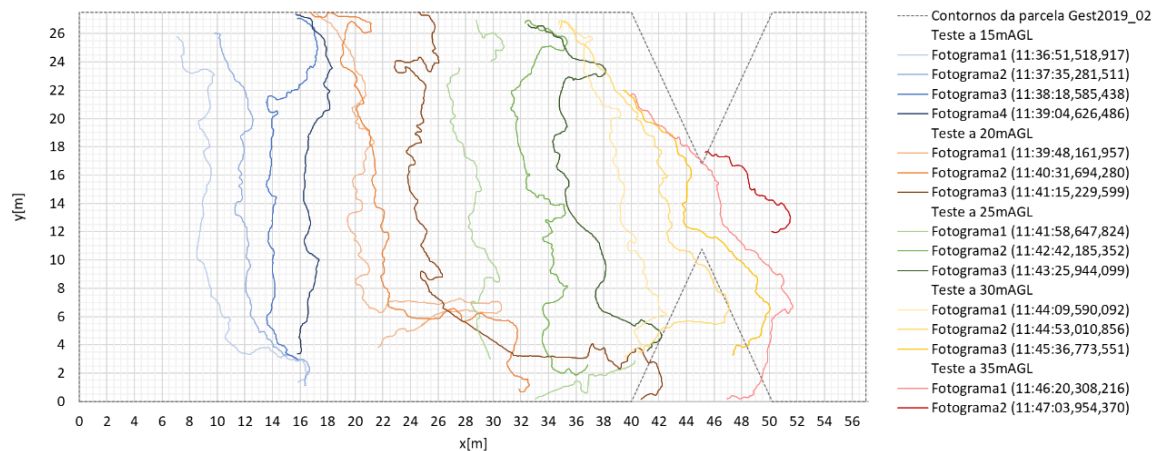 26
24
22
20
18
16
14
12
10
8
6
4
2
0
y[m]
0 2 4 6 8 10 12 14 16 18 20 22 24 26 28 30 32 34 36 38 40 42 44 46 48 50 52 54 56
x[m]
Contornos da parcela Gest2019_02
Teste a 15mAGL
Fotograma1 (11:36:51,518,917)
Fotograma2 (11:37:35,281,511)
Fotograma3 (11:38:18,585,438)
Fotograma4 (11:39:04,626,486)
Teste a 20mAGL
Fotograma1 (11:39:48,161,957)
Fotograma2 (11:40:31,694,280)
Fotograma3 (11:41:15,229,599)
Teste a 25mAGL
Fotograma1 (11:41:58,647,824)
Fotograma2 (11:42:42,185,352)
Fotograma3 (11:43:25,944,099)
Teste a 30mAGL
Fotograma1 (11:44:09,590,092)
Fotograma2 (11:44:53,010,856)
Fotograma3 (11:45:36,773,551)
Teste a 35mAGL
Fotograma1 (11:46:20,308,216)
Fotograma2 (11:47:03,954,370)